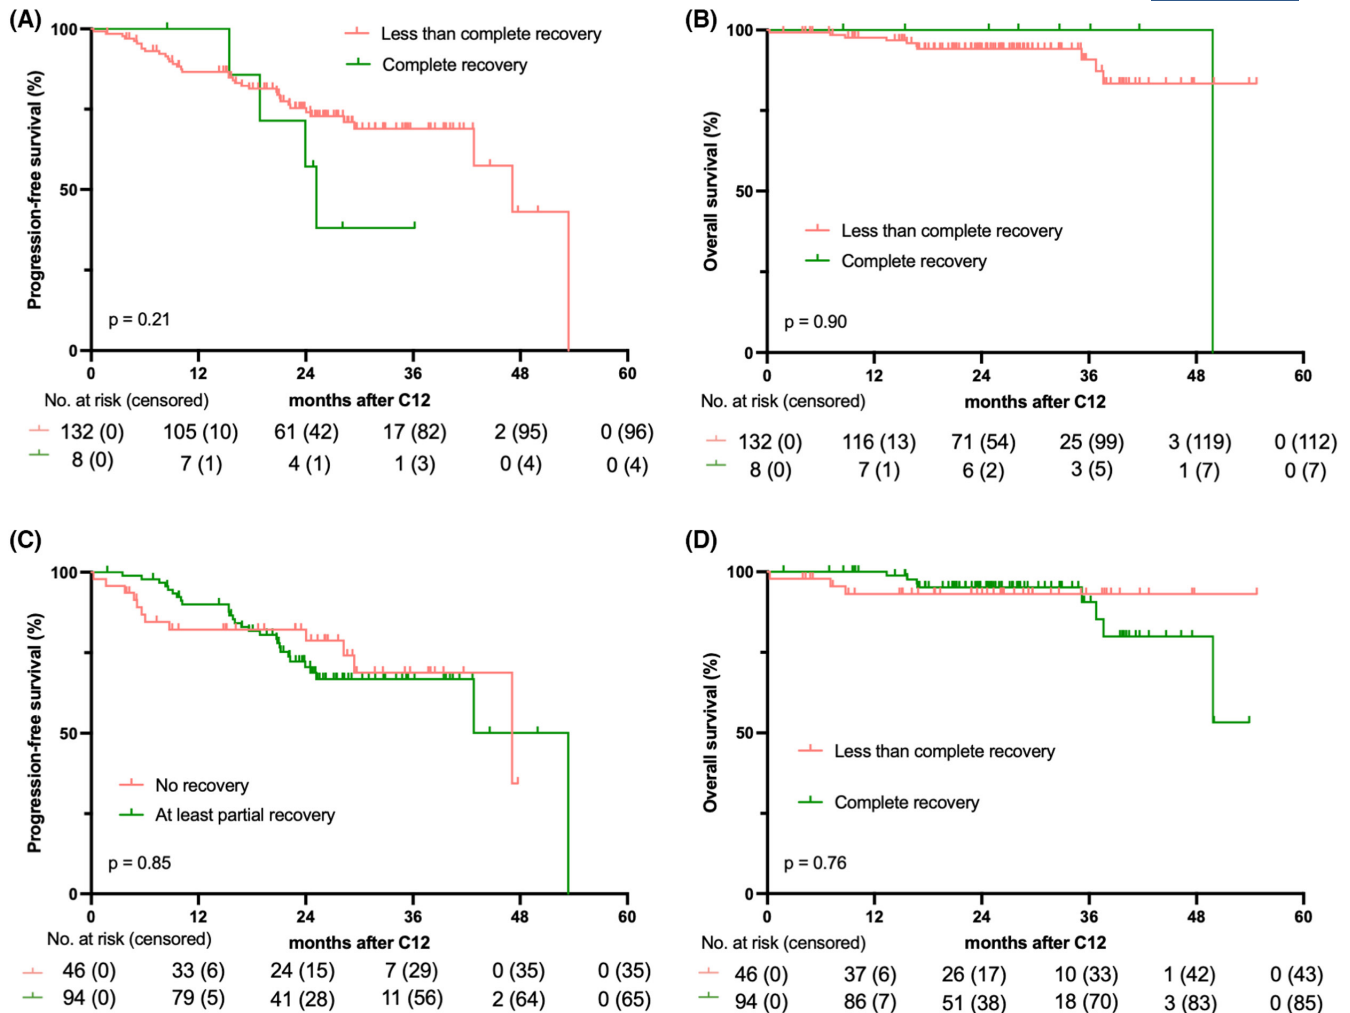 (A)
Progression-free survival (%)
100
50
0
Less than complete recovery
Complete recovery
p = 0.21
0 12 24 36 48 60
No. at risk (censored) months after C12
132 (0) 105 (10) 61 (42) 17 (82) 2 (95) 0 (96)
8 (0) 7 (1) 4 (1) 1 (3) 0 (4) 0 (4)
(B)
Overall survival (%)
100
50
0
Less than complete recovery
Complete recovery
p = 0.90
0 12 24 36 48 60
No. at risk (censored) months after C12
132 (0) 116 (13) 71 (54) 25 (99) 3 (119) 0 (112)
8 (0) 7 (1) 6 (2) 3 (5) 1 (7) 0 (7)
(C)
Progression-free survival (%)
100
50
0
No recovery
At least partial recovery
p = 0.85
0 12 24 36 48 60
No. at risk (censored) months after C12
46 (0) 33 (6) 24 (15) 7 (29) 0 (35) 0 (35)
94 (0) 79 (5) 41 (28) 11 (56) 2 (64) 0 (65)
(D)
Overall survival (%)
100
50
0
Less than complete recovery
Complete recovery
p = 0.76
0 12 24 36 48 60
No. at risk (censored) months after C12
46 (0) 37 (6) 26 (17) 10 (33) 1 (42) 0 (43)
94 (0) 86 (7) 51 (38) 18 (70) 3 (83) 0 (85)